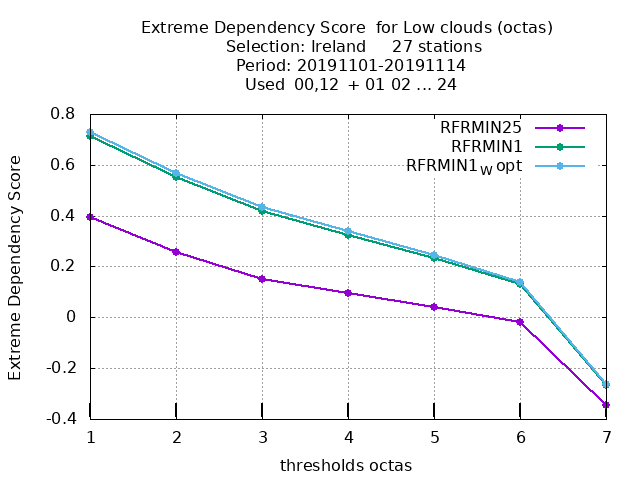 Extreme Dependency Score  for Low clouds (octas)
Selection: Ireland     27 stations
Period: 20191101-20191114
Used  00,12  + 01 02 ... 24
Extreme Dependency Score
0.8
0.6
0.4
0.2
0
-0.2
-0.4
RFRMIN25
RFRMIN1
RFRMIN1w opt
1 2 3 4 5 6 7
thresholds octas